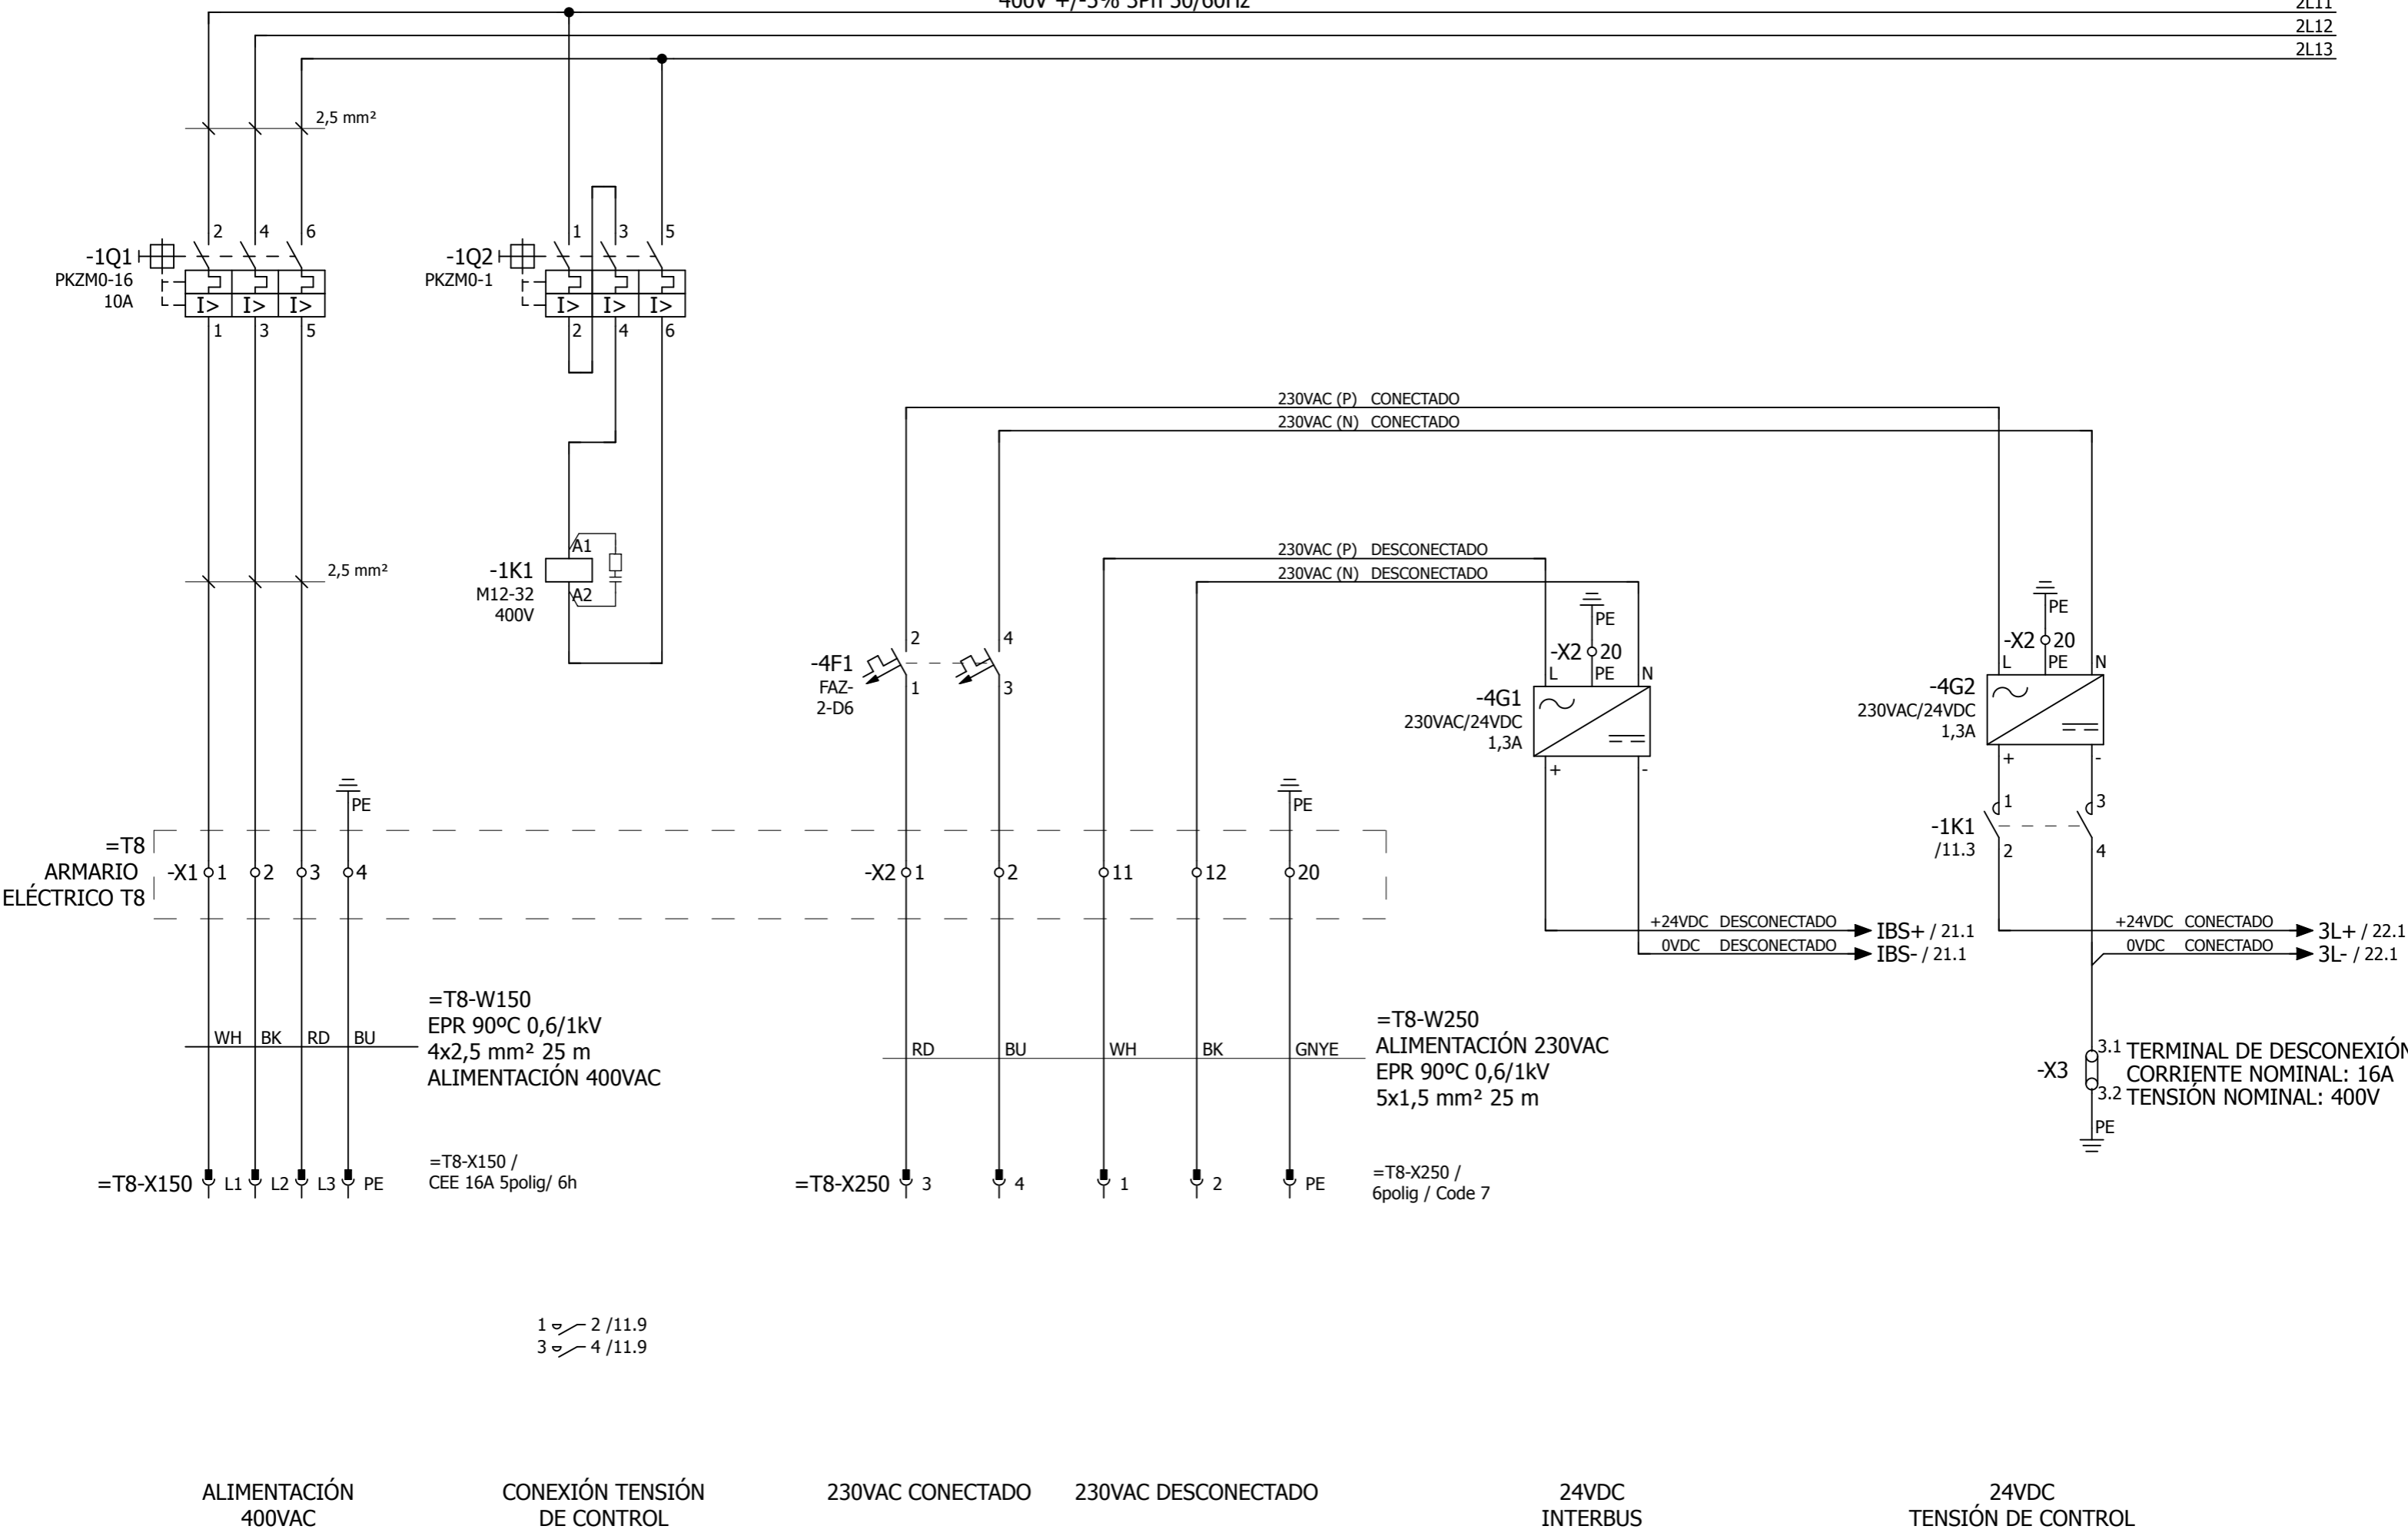 400V +/-5% 3Ph 50/60Hz
2L11
2L12
2L13
2,5 mm²
-1Q1
PKZM0-16
10A
2 4 6
I> I> I>
1 3 5
-1Q2
PKZM0-1
1 3 5
I> I> I>
2 4 6
230VAC (P) CONECTADO
230VAC (N) CONECTADO
2,5 mm²
-1K1
M12-32
400V
A1
A2
230VAC (P) DESCONECTADO
230VAC (N) DESCONECTADO
-4F1
FAZ-
2-D6
2 4
1 3
PE
-X2 20
L PE N
-4G1
230VAC/24VDC
1,3A
+ -
PE
-X2 20
L PE N
-4G2
230VAC/24VDC
1,3A
+ -
1 3
-1K1
/11.3
2 4
PE
PE
=T8
ARMARIO
ELÉCTRICO T8
-X1 1 2 3 4
-X2 1 2 11 12 20
+24VDC DESCONECTADO IBS+ / 21.1
0VDC DESCONECTADO IBS- / 21.1
+24VDC CONECTADO 3L+ / 22.1
0VDC CONECTADO 3L- / 22.1
=T8-W150
EPR 90ºC 0,6/1kV
4x2,5 mm² 25 m
ALIMENTACIÓN 400VAC
WH BK RD BU
RD BU WH BK GNYE
=T8-W250
ALIMENTACIÓN 230VAC
EPR 90ºC 0,6/1kV
5x1,5 mm² 25 m
-X3
3.1
3.2
TERMINAL DE DESCONEXIÓN
CORRIENTE NOMINAL: 16A
TENSIÓN NOMINAL: 400V
PE
=T8-X150 L1 L2 L3 PE
=T8-X150 /
CEE 16A 5polig/ 6h
=T8-X250 3 4 1 2 PE
=T8-X250 /
6polig / Code 7
1 2 /11.9
3 4 /11.9
ALIMENTACIÓN
400VAC
CONEXIÓN TENSIÓN
DE CONTROL
230VAC CONECTADO
230VAC DESCONECTADO
24VDC
INTERBUS
24VDC
TENSIÓN DE CONTROL